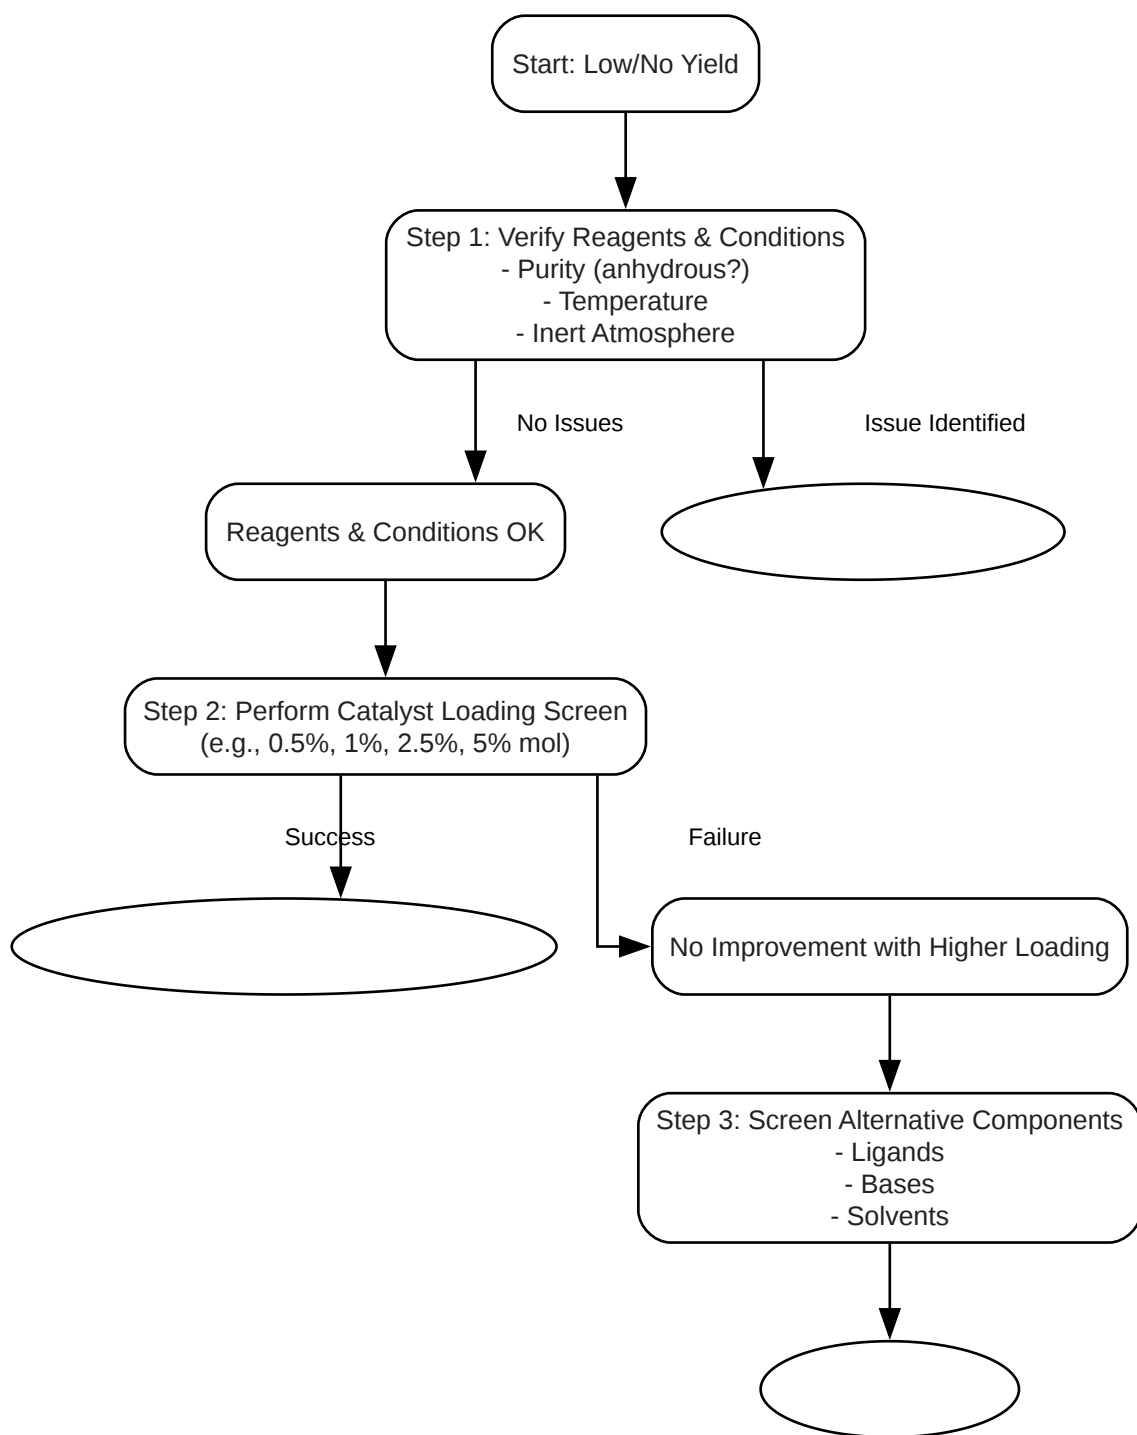 Start: Low/No Yield
Step 1: Verify Reagents & Conditions
- Purity (anhydrous?)
- Temperature
- Inert Atmosphere
No Issues
Issue Identified
Reagents & Conditions OK
Step 2: Perform Catalyst Loading Screen
(e.g., 0.5%, 1%, 2.5%, 5% mol)
Success
Failure
No Improvement with Higher Loading
Step 3: Screen Alternative Components
- Ligands
- Bases
- Solvents